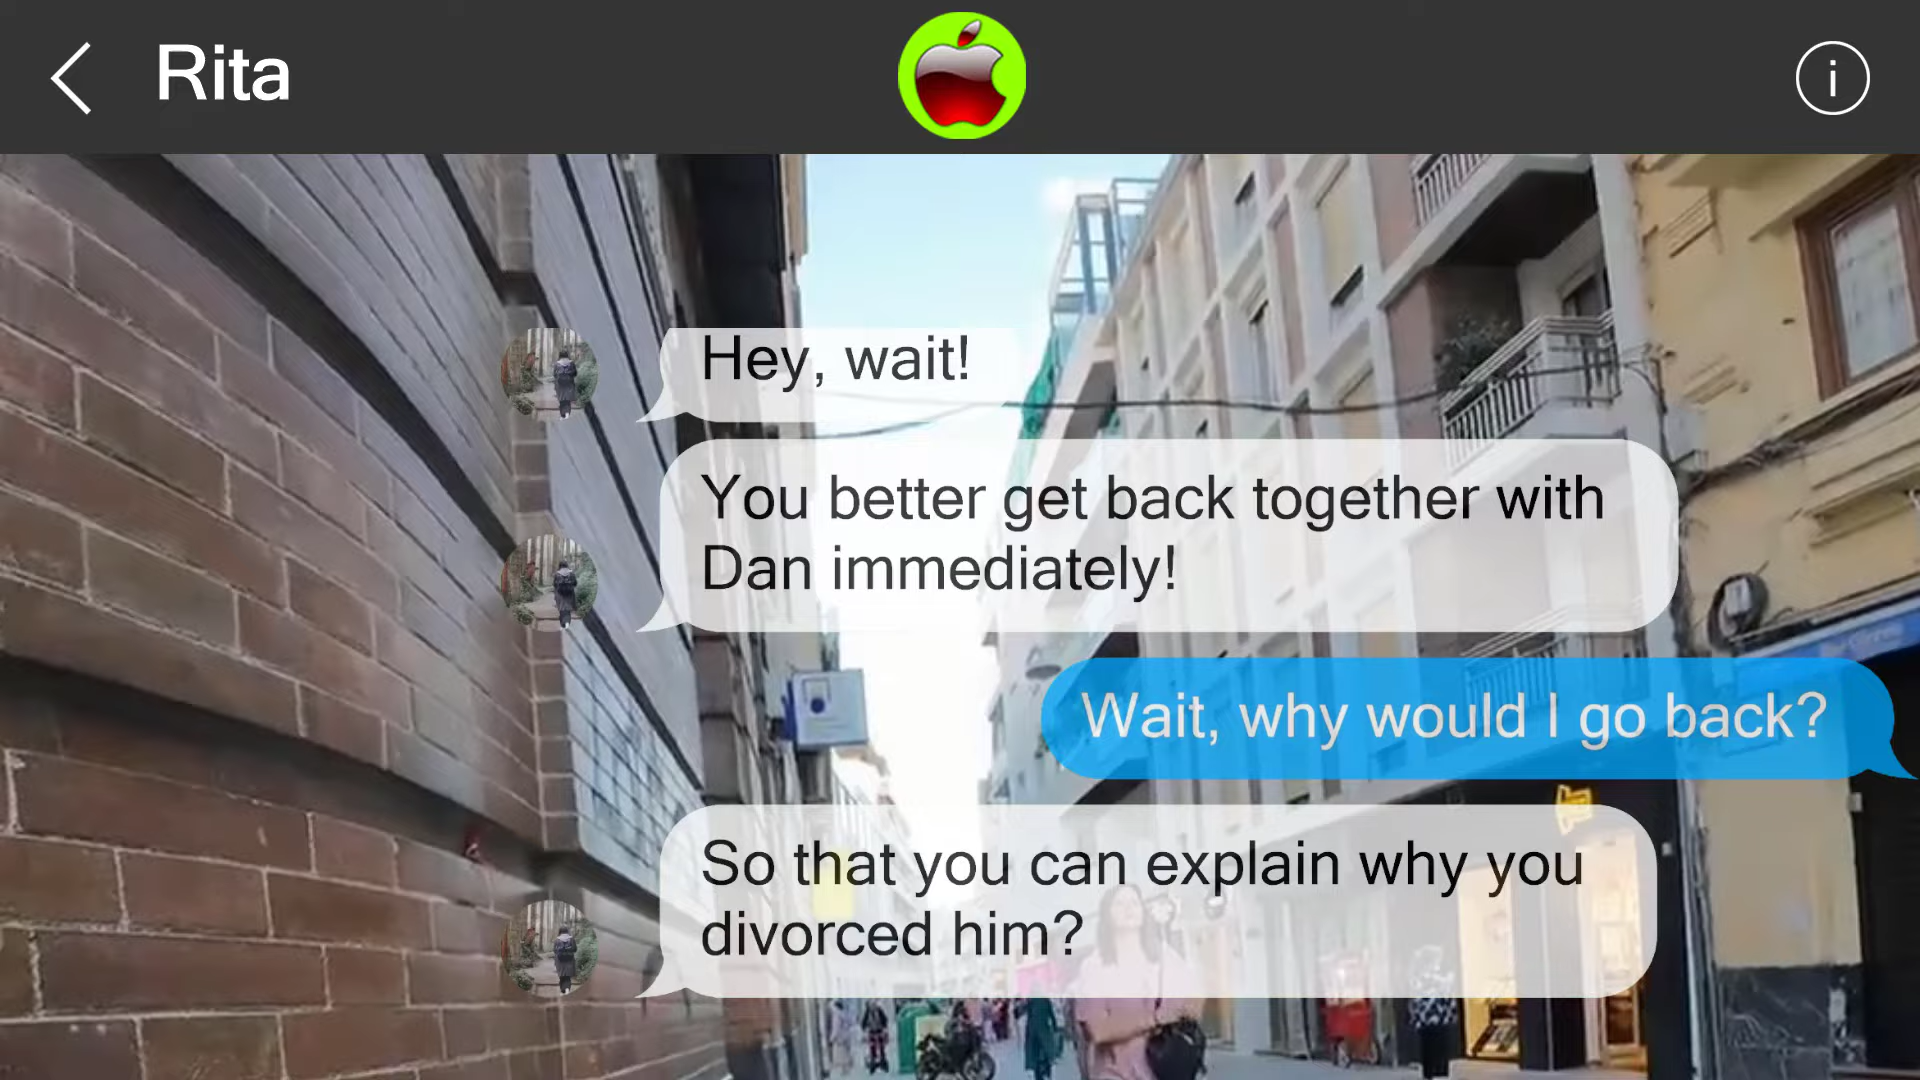 Rita
Hey, wait!
You better get back together with
Dan immediately!
Wait, why would I go back?
So that you can explain why you
divorced him?